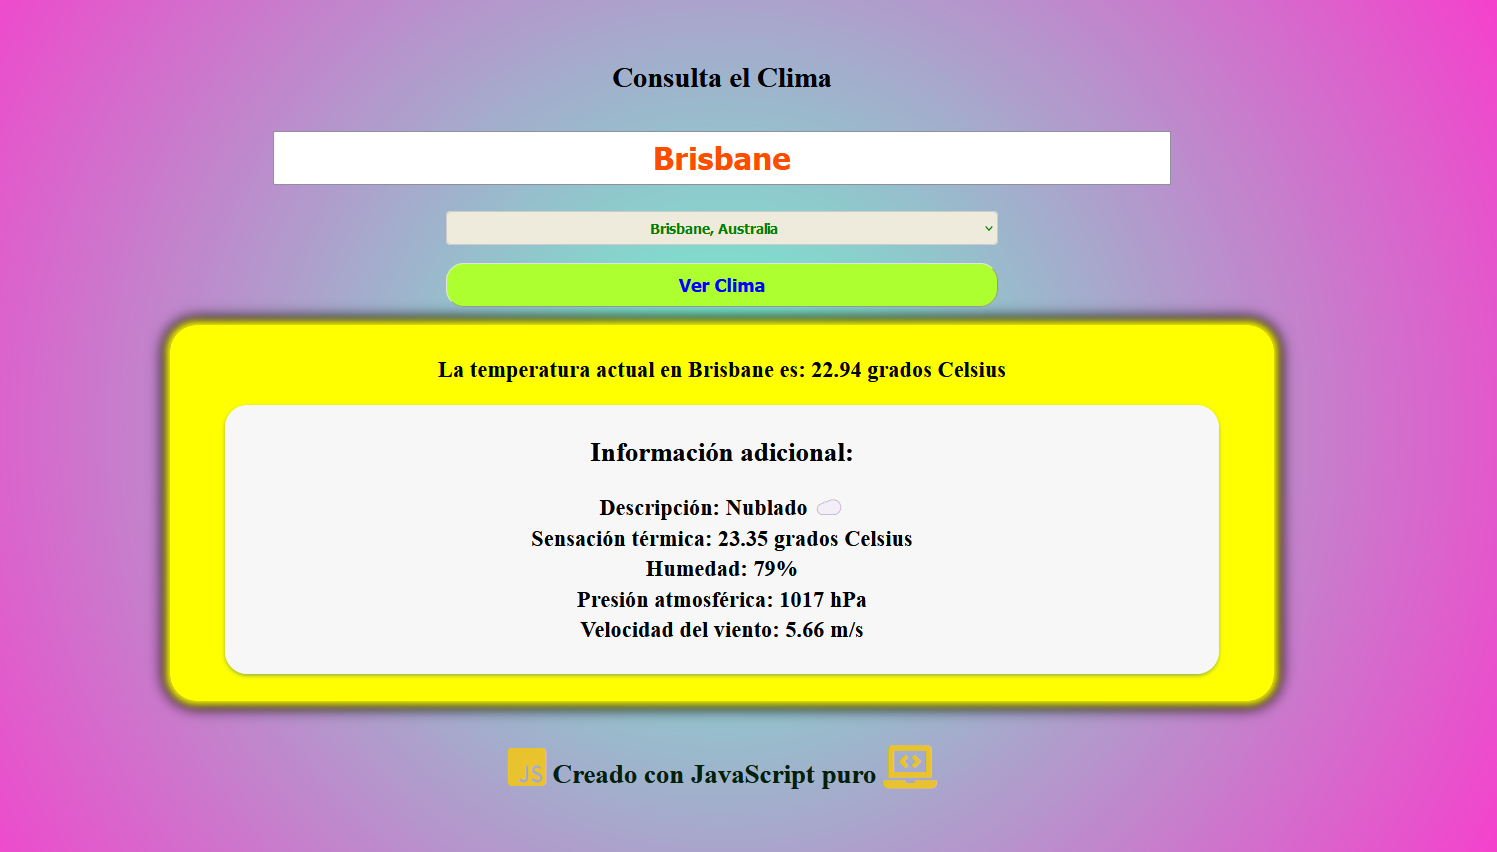 Consulta el Clima
Brisbane
Brisbane, Australia
Ver Clima
La temperatura actual en Brisbane es: 22.94 grados Celsius
Información adicional:
Descripción: Nublado
Sensación térmica: 23.35 grados Celsius
Humedad: 79%
Presión atmosférica: 1017 hPa
Velocidad del viento: 5.66 m/s
JS Creado con JavaScript puro